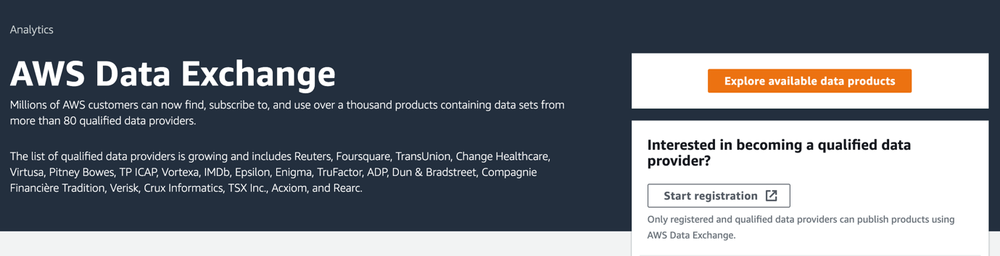 Analytics
AWS Data Exchange
Millions of AWS customers can now find, subscribe to, and use over a thousand products containing data sets from
more than 80 qualified data providers.
The list of qualified data providers is growing and includes Reuters, Foursquare, TransUnion, Change Healthcare,
Virtusa, Pitney Bowes, TP ICAP, Vortexa, IMDb, Epsilon, Enigma, TruFactor, ADP, Dun & Bradstreet, Compagnie
Financière Tradition, Verisk, Crux Informatics, TSX Inc., Acxiom, and Rearc.
Explore available data products
Interested in becoming a qualified data
provider?
Start registration
Only registered and qualified data providers can publish products using
AWS Data Exchange.